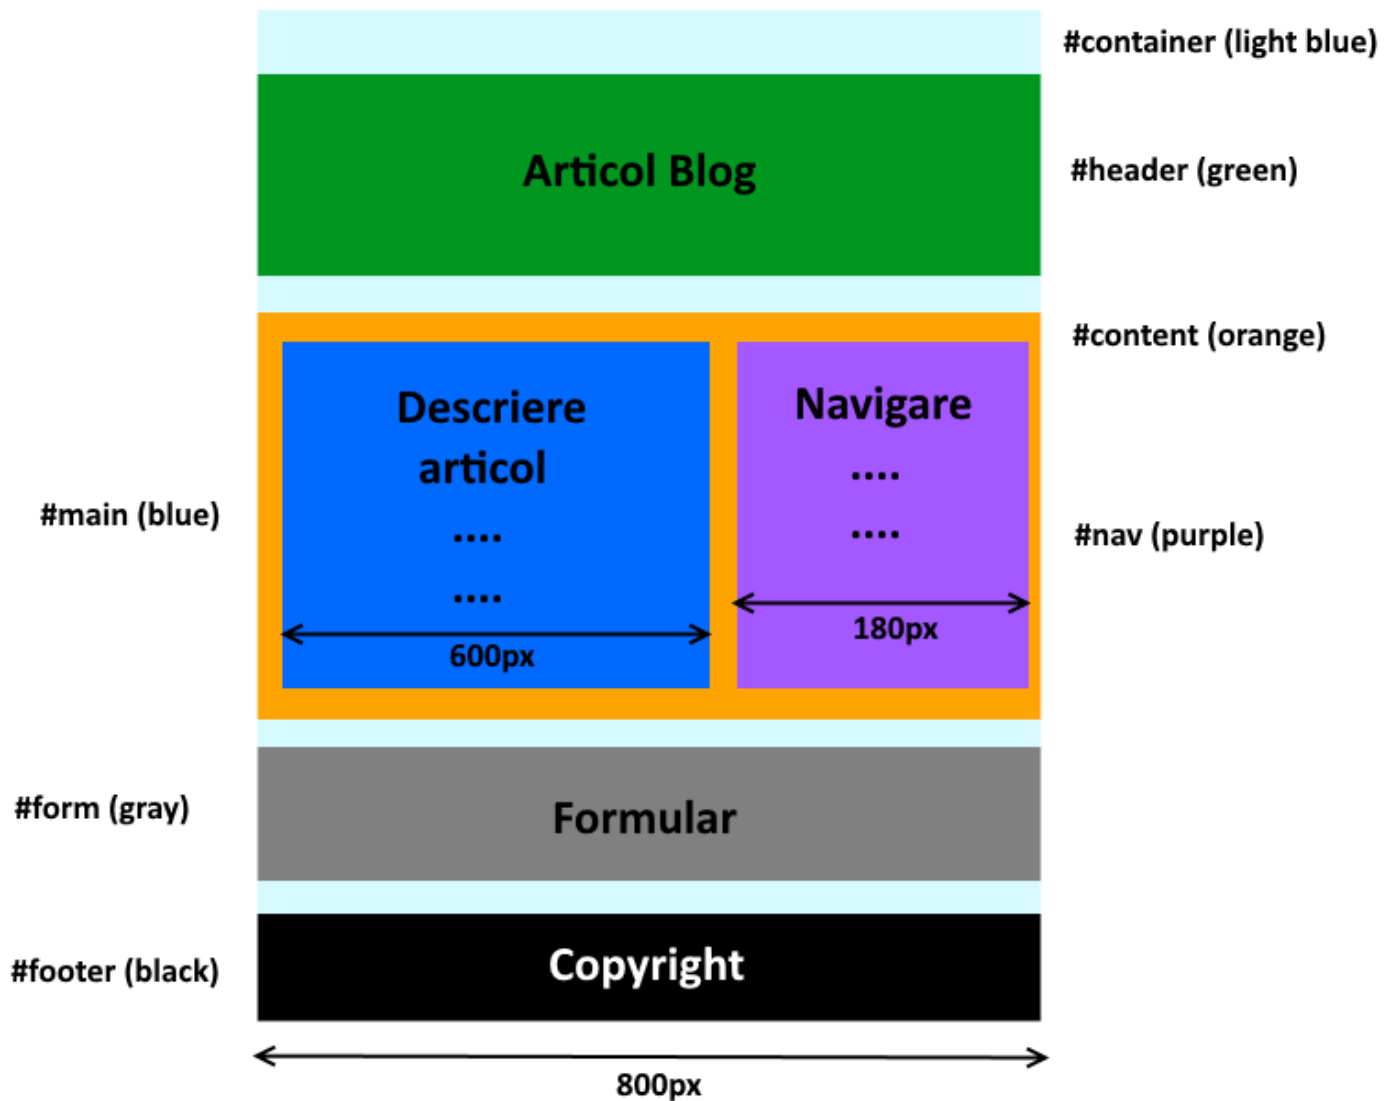 #container (light blue)
Articol Blog
#header (green)
#content (orange)
Descriere
articol
....
....
600px
Navigare
....
....
180px
#main (blue)
#nav (purple)
#form (gray)
Formular
#footer (black)
Copyright
800px